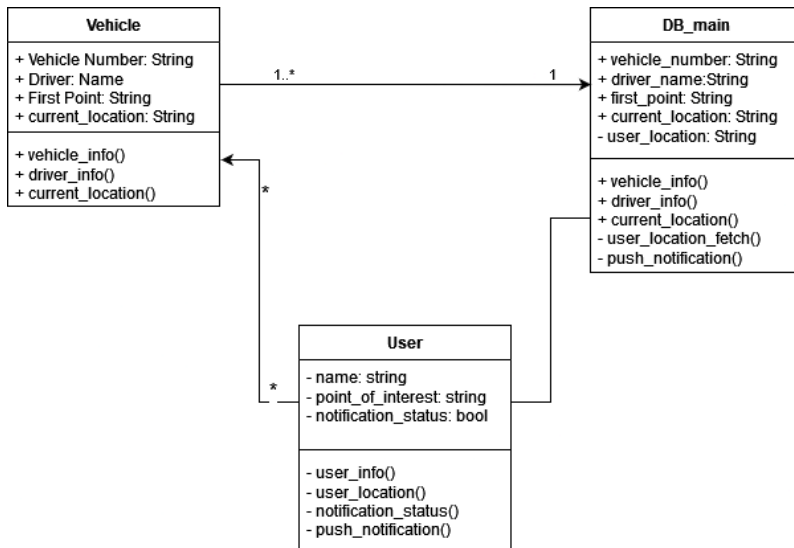 Vehicle
+ Vehicle Number: String
+ Driver: Name
+ First Point: String
+ current_location: String
+ vehicle_info()
+ driver_info()
+ current_location()
1..*
1
DB_main
+ vehicle_number: String
+ driver_name:String
+ first_point: String
+ current_location: String
- user_location: String
+ vehicle_info()
+ driver_info()
+ current_location()
- user_location_fetch()
- push_notification()
*
*
User
- name: string
- point_of_interest: string
- notification_status: bool
- user_info()
- user_location()
- notification_status()
- push_notification()